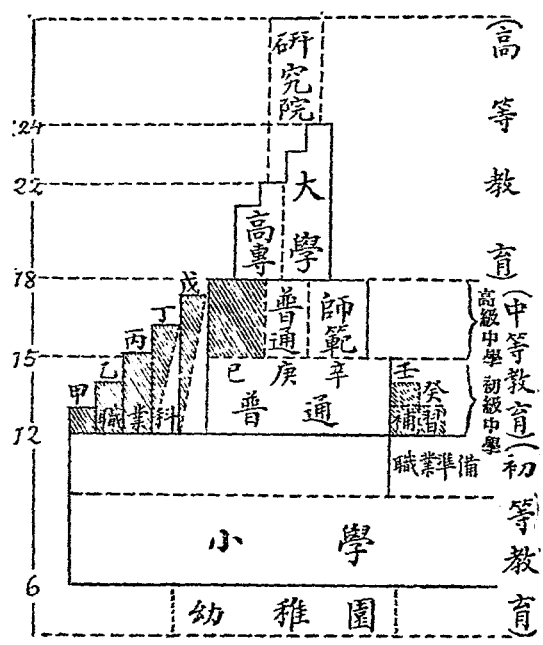 研究院
24
大學
22
高專
18
普通
師範
甲
乙
丙
丁
戊
職業科
15
己 庚 辛
普通
壬
癸
補習
12
職業準備
小學
6
幼稚園
(高等教育)
(中等教育)
高級中學
初級中學
(初等教育)